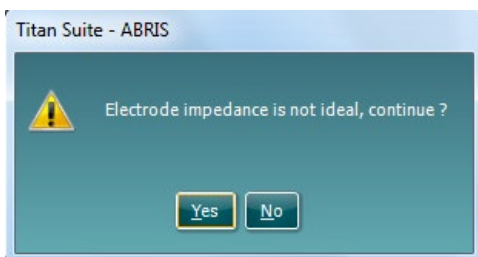 Titan Suite - ABRIS
Electrode impedance is not ideal, continue ?
Yes No